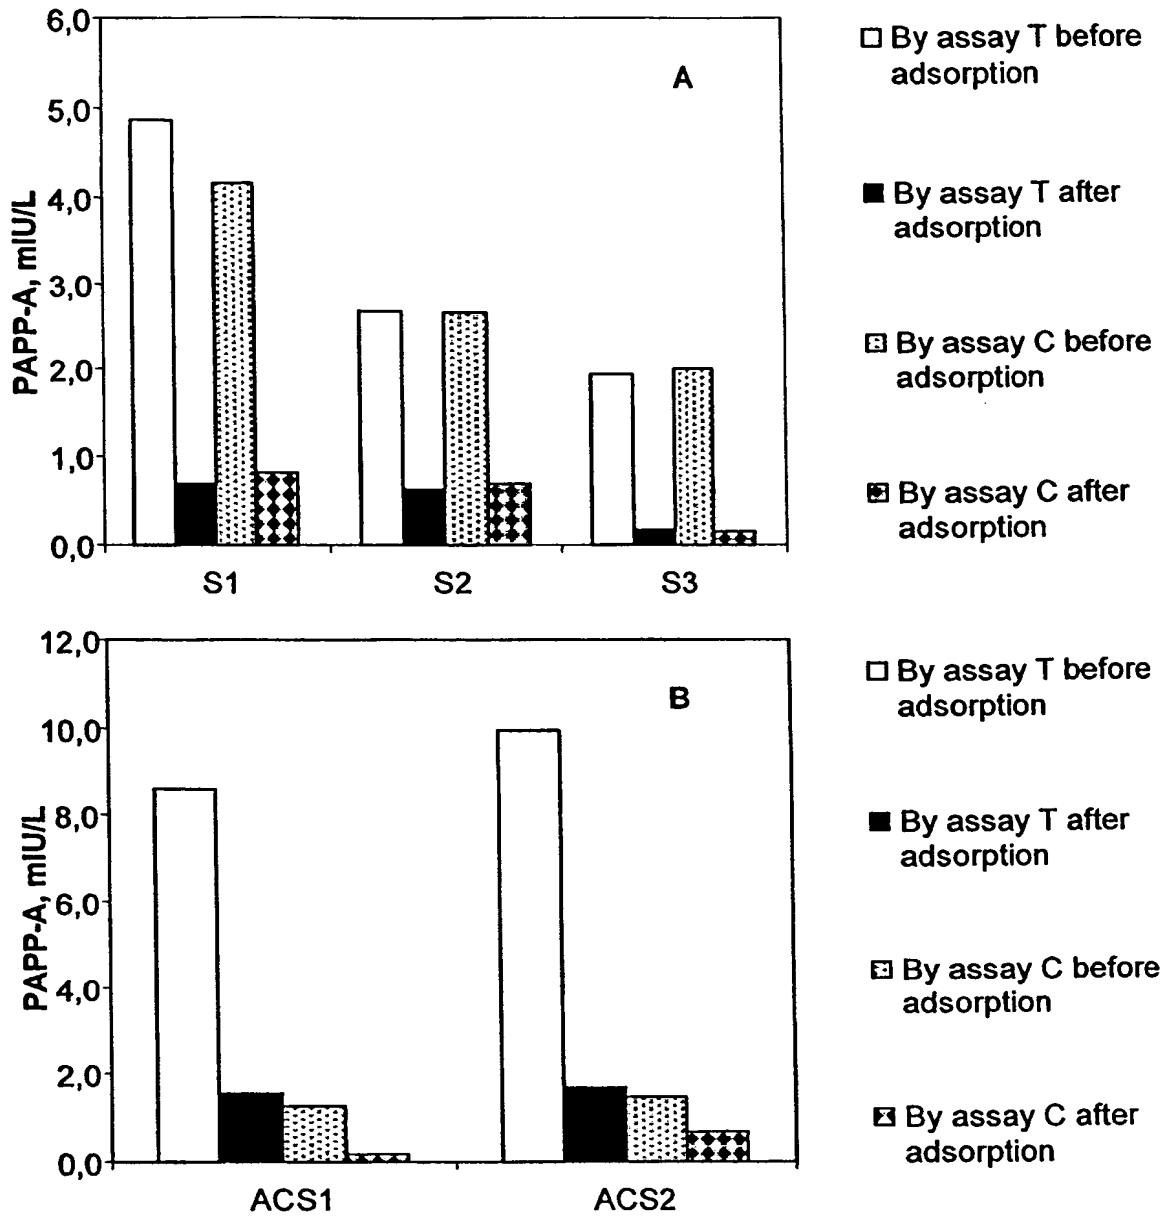 6,0
5,0
4,0
3,0
2,0
1,0
0,0
PAPP-A, mIU/L
A
S1
S2
S3
By assay T before
adsorption
By assay T after
adsorption
By assay C before
adsorption
By assay C after
adsorption
12,0
10,0
8,0
6,0
4,0
2,0
0,0
PAPP-A, mIU/L
B
ACS1
ACS2
By assay T before
adsorption
By assay T after
adsorption
By assay C before
adsorption
By assay C after
adsorption